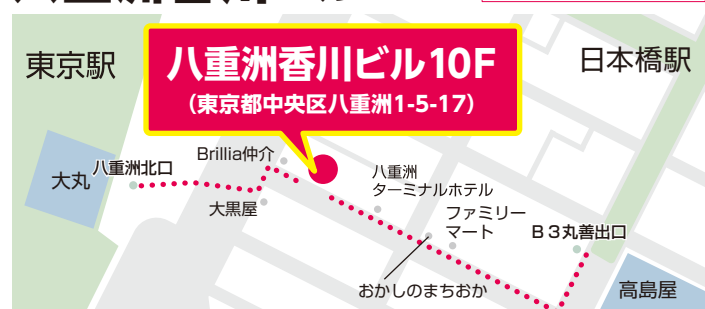 東京駅
八重洲香川ビル10F
(東京都中央区八重洲1-5-17)
日本橋駅
大丸
八重洲北口
Brillia仲介
大黒屋
八重洲
ターミナルホテル
ファミリー
マート
B3丸善出口
おかしのまちおか
高島屋